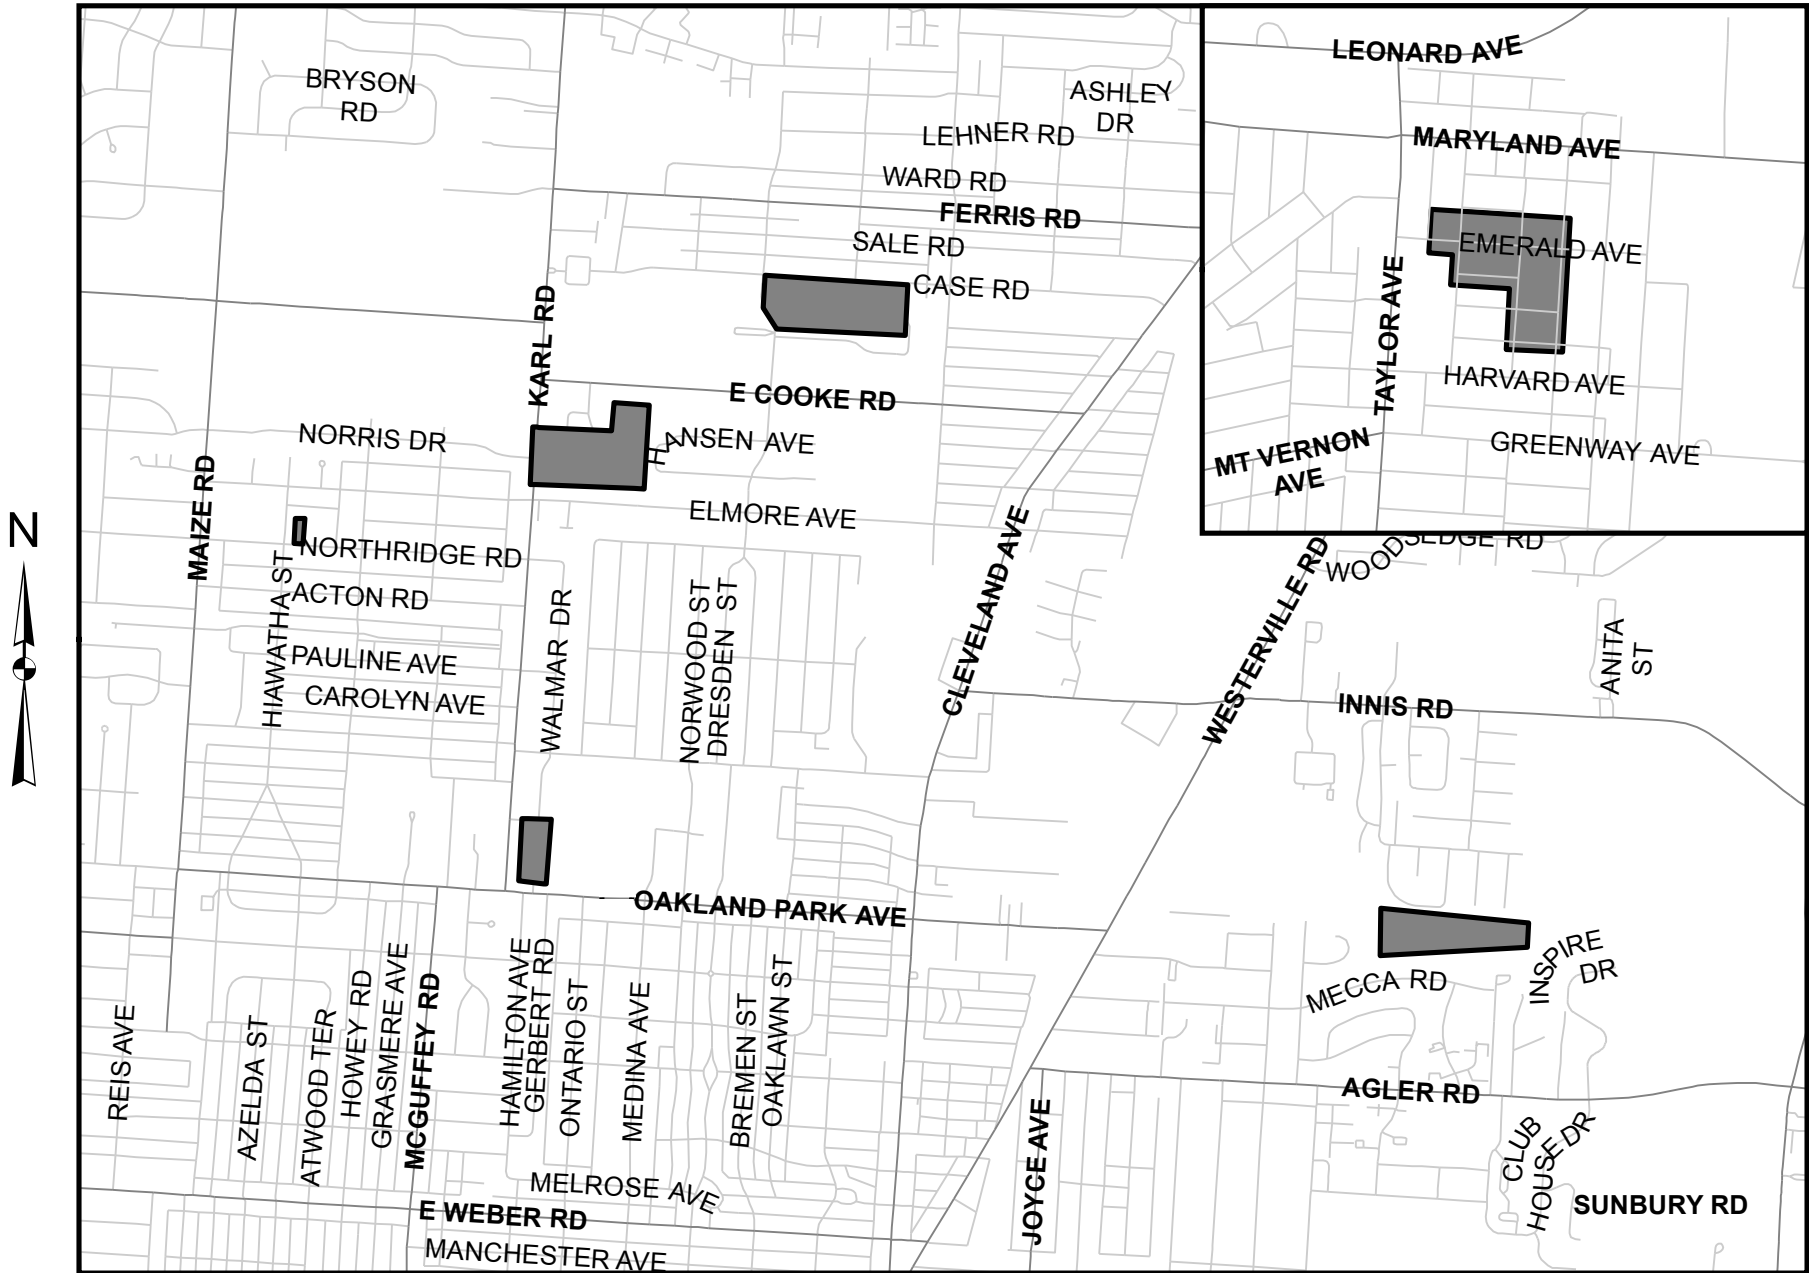 BRYSON
RD
ASHLEY
DR
LEHNER RD
WARD RD
FERRIS RD
SALE RD
CASE RD
KARL RD
E COOKE RD
NORRIS DR
HANSEN AVE
MAIZE RD
ELMORE AVE
N
NORTHRIDGE RD
HIAWATHA ST
ACTON RD
PAULINE AVE
CAROLYN AVE
WALMAR DR
NORWOOD ST
DRESDEN ST
CLEVELAND AVE
WESTERVILLE RD
WOODSEDGE RD
ANITA
ST
INNIS RD
OAKLAND PARK AVE
INSPIRE
DR
MECCA RD
REIS AVE
AZELDA ST
ATWOOD TER
HOWEY RD
GRASMERE AVE
MCGUFFEY RD
HAMILTON AVE
GERBERT RD
ONTARIO ST
MEDINA AVE
BREMEN ST
OAKLAWN ST
AGLER RD
JOYCE AVE
CLUB
HOUSE DR
SUNBURY RD
MELROSE AVE
E WEBER RD
MANCHESTER AVE
LEONARD AVE
MARYLAND AVE
EMERALD AVE
TAYLOR AVE
HARVARD AVE
GREENWAY AVE
MT VERNON
AVE